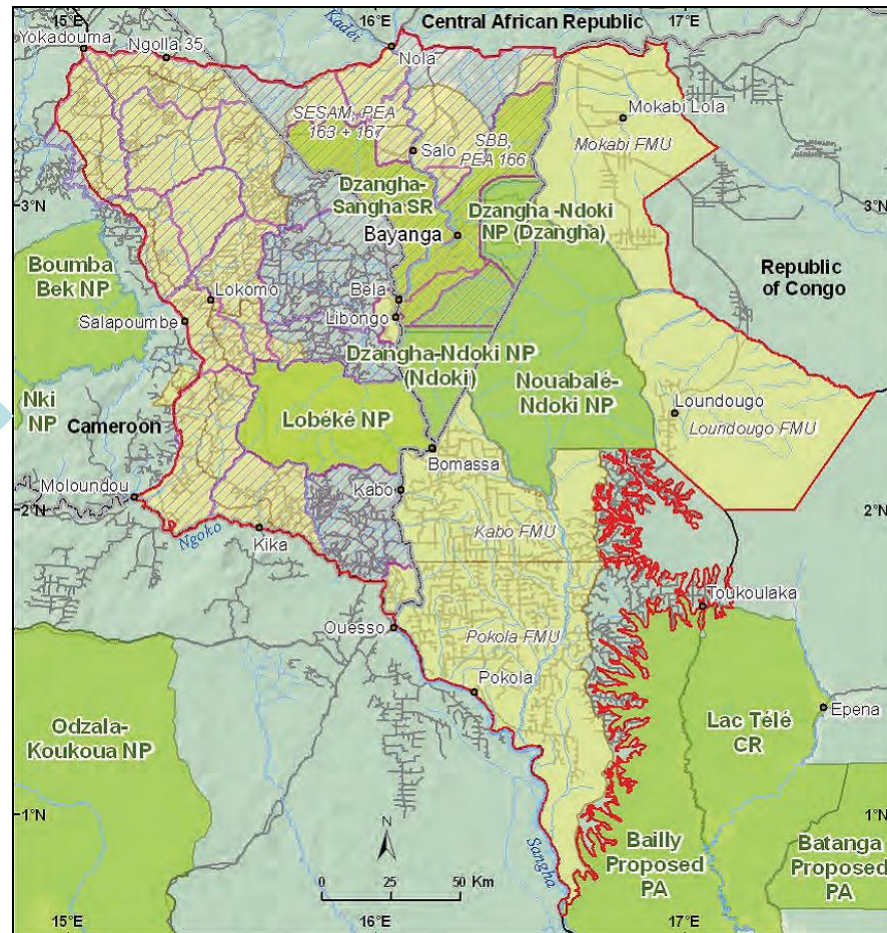 15°E
16°E
Central African Republic
17°E
Yokadouma
Ngolla 35
Kadéï
Nola
SESAM, PEA
163 + 167
Salo
SBB,
PEA 166
Mokabi Lola
Mokabi FMU
3°N
Dzangha-
Sangha SR
Dzangha -Ndoki
NP (Dzangha)
3°N
Bayanga
Boumba
Bek NP
Republic
of Congo
Lokomo
Bela
Salapoumbe
Libongo
Dzangha-Ndoki NP
(Ndoki)
Nouabalé-
Ndoki NP
Nki
NP
Cameroon
Lobéké NP
Loundougo
Loundougo FMU
Bomassa
Moloundou
Kabo
2°N
2°N
Ngoko
Kika
Kabo FMU
Toukoulaka
Ouesso
Pokola FMU
Pokola
Odzala-
Koukoua NP
Lac Télé
CR
Epena
1°N
1°N
N
Sangha
Bailly
Proposed
PA
Batanga
Proposed
PA
0 25 50 Km
15°E
16°E
17°E